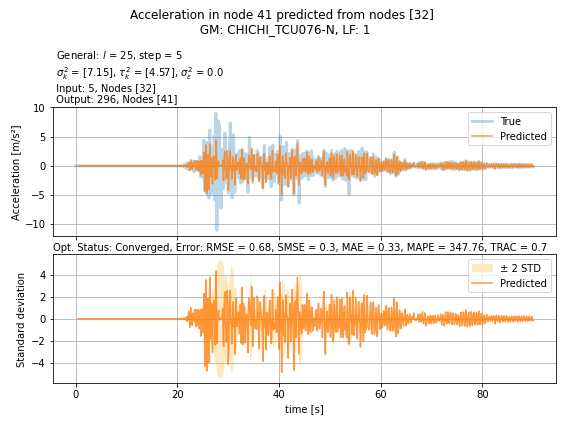 Acceleration in node 41 predicted from nodes [32]
GM: CHICHI_TCU076-N, LF: 1
General: l = 25, step = 5
σ²ₖ = [7.15], τ²ₖ = [4.57], σ²ε = 0.0
Input: 5, Nodes [32]
Output: 296, Nodes [41]
Acceleration [m/s²]
10
5
0
−5
−10
True
Predicted
Opt. Status: Converged, Error: RMSE = 0.68, SMSE = 0.3, MAE = 0.33, MAPE = 347.76, TRAC = 0.7
Standard deviation
4
2
0
−2
−4
± 2 STD
Predicted
0 20 40 60 80
time [s]